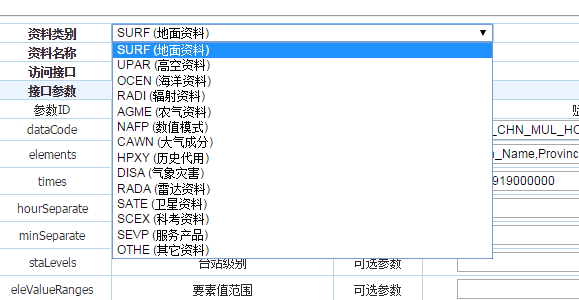 资料类别 SURF (地面资料)
资料名称 SURF (地面资料)
UPAR (高空资料)
访问接口
OCEN (海洋资料)
接口参数 RADI (辐射资料)
参数ID AGME (农气资料)
dataCode NAFP (数值模式) _CHN_MUL_HO
CAWN (大气成分)
elements HPXY (历史代用) n_Name,Provinc
DISA (气象灾害)
times RADA (雷达资料) 919000000
SATE (卫星资料)
hourSeparate SCEX (科考资料)
minSeparate SEVP (服务产品)
OTHE (其它资料)
staLevels 台站级别 可选参数
eleValueRanges 要素值范围 可选参数